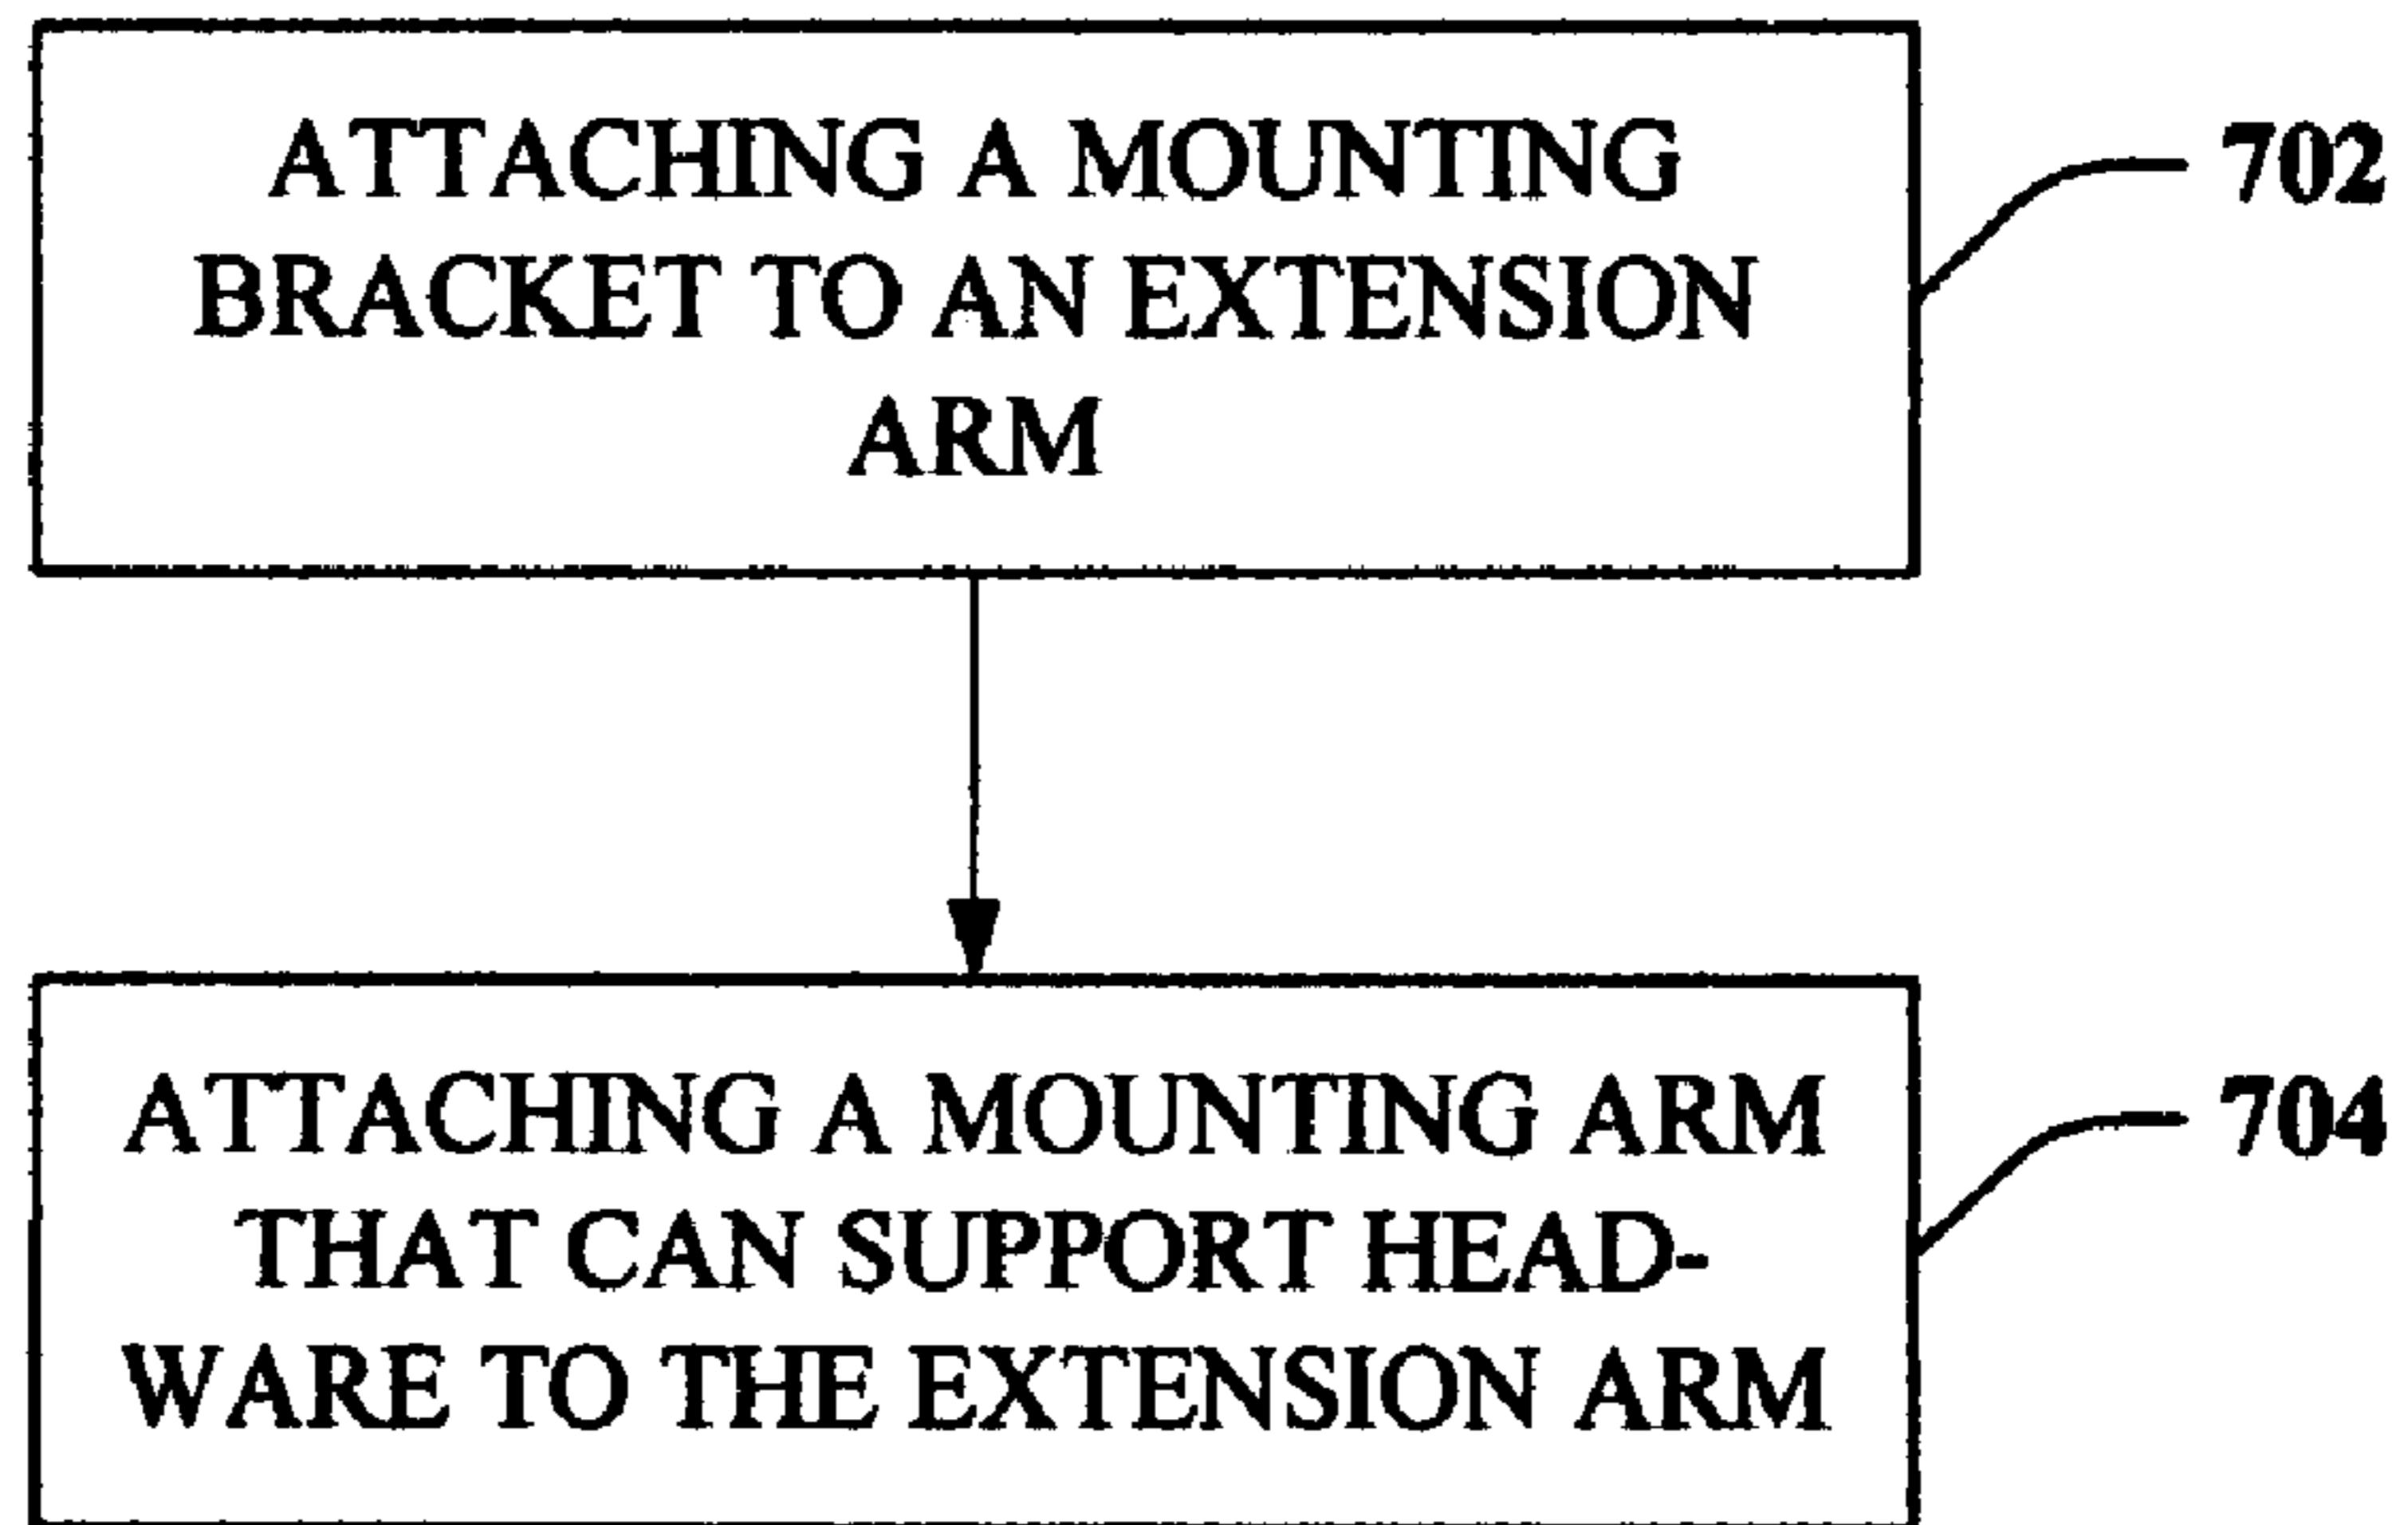 ATTACHING A MOUNTING
BRACKET TO AN EXTENSION
ARM
702
ATTACHING A MOUNTING ARM
THAT CAN SUPPORT HEAD-
WARE TO THE EXTENSION ARM
704